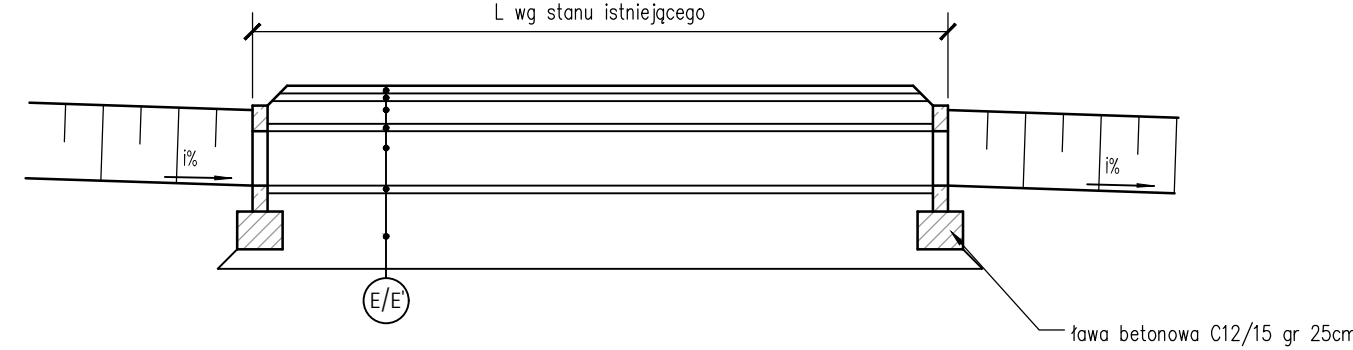 L wg stanu istniejącego
i%
i%
E/E'
ława betonowa C12/15 gr 25cm